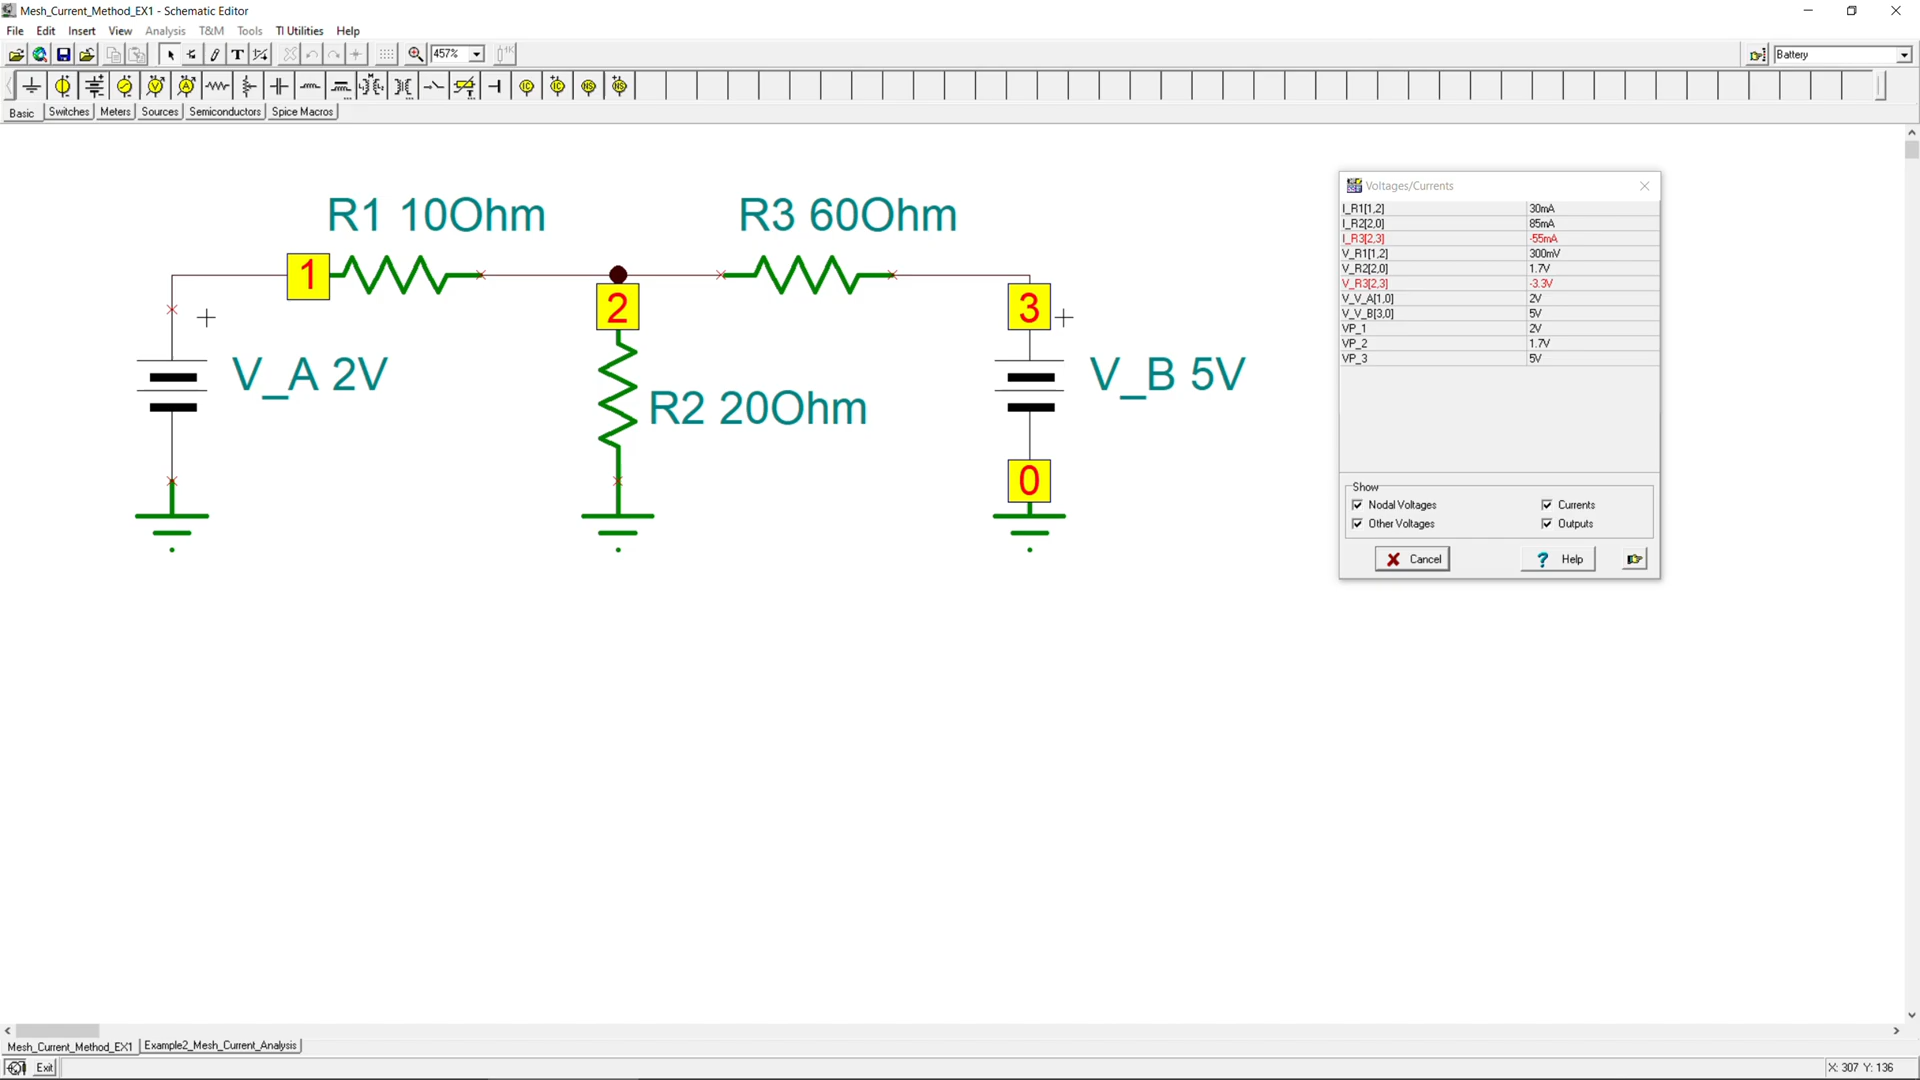 Mesh_Current_Method_EX1 - Schematic Editor
File Edit Insert View Analysis T&M Tools TI Utilities Help
457%
Battery
Basic Switches Meters Sources Semiconductors Spice Macros
R1 10Ohm
R3 60Ohm
1
2
3
V_A 2V
R2 20Ohm
V_B 5V
0
Voltages/Currents
I_R1[1,2] 30mA
I_R2[2,0] 85mA
I_R3[2,3] -55mA
V_R1[1,2] 300mV
V_R2[2,0] 1.7V
V_R3[2,3] -3.3V
V_V_A[1,0] 2V
V_V_B[3,0] 5V
VP_1 2V
VP_2 1.7V
VP_3 5V
Show
Nodal Voltages Currents
Other Voltages Outputs
Cancel ? Help
Mesh_Current_Method_EX1 Example2_Mesh_Current_Analysis
Exit
X: 307 Y: 136